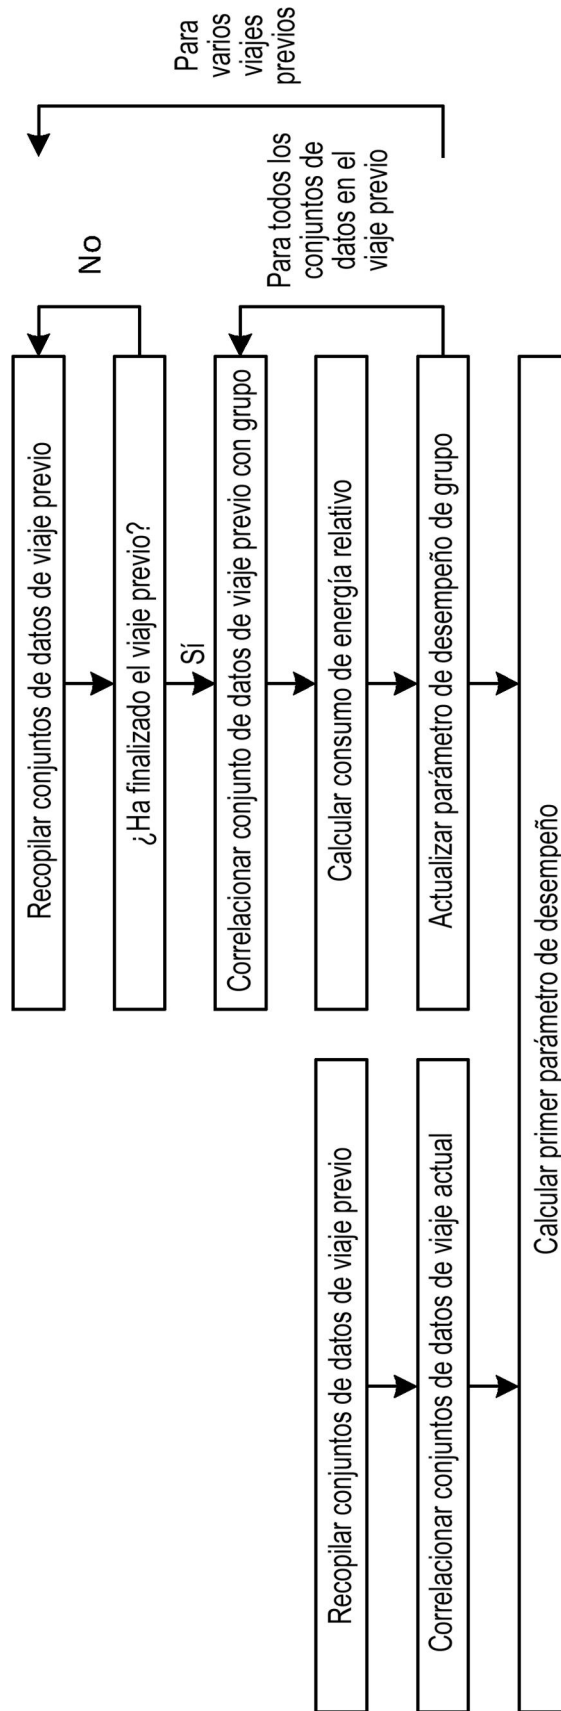 Recopilar conjuntos de datos de viaje previo
¿Ha finalizado el viaje previo?
No
Sí
Correlacionar conjunto de datos de viaje previo con grupo
Calcular consumo de energía relativo
Actualizar parámetro de desempeño de grupo
Para todos los
conjuntos de
datos en el
viaje previo
Para
varios
viajes
previos
Recopilar conjuntos de datos de viaje previo
Correlacionar conjuntos de datos de viaje actual
Calcular primer parámetro de desempeño